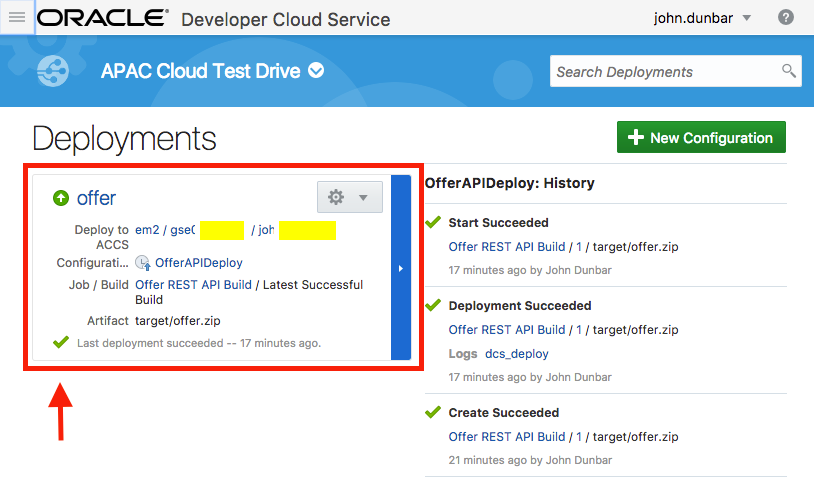 ORACLE® Developer Cloud Service
john.dunbar
?
APAC Cloud Test Drive
Search Deployments
Deployments
New Configuration
offer
Deploy to ACCS
em2 / gse / joh
Configurati... OfferAPIDeploy
Job / Build Offer REST API Build / Latest Successful
Build
Artifact target/offer.zip
Last deployment succeeded -- 17 minutes ago.
OfferAPIDeploy: History
Start Succeeded
Offer REST API Build / 1 / target/offer.zip
17 minutes ago by John Dunbar
Deployment Succeeded
Offer REST API Build / 1 / target/offer.zip
Logs dcs_deploy
17 minutes ago by John Dunbar
Create Succeeded
Offer REST API Build / 1 / target/offer.zip
21 minutes ago by John Dunbar